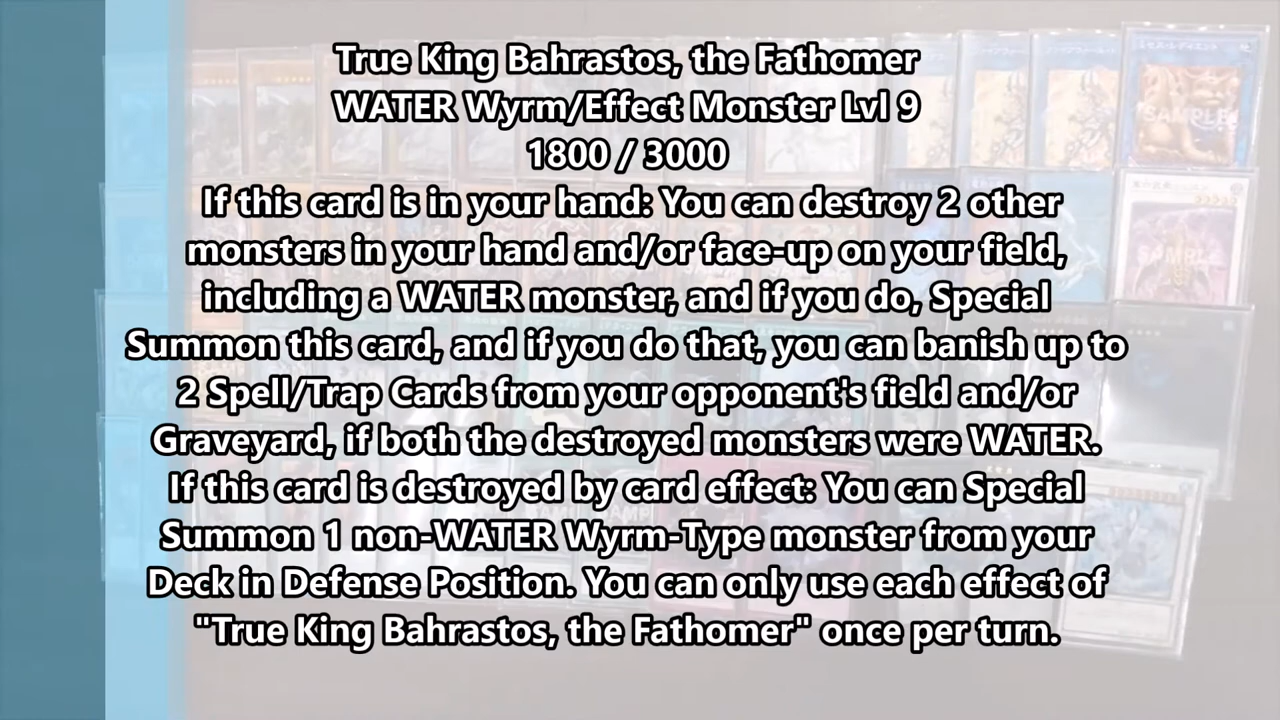 True King Bahrastos, the Fathomer
WATER Wyrm/Effect Monster Lvl 9
1800 / 3000
If this card is in your hand: You can destroy 2 other
monsters in your hand and/or face-up on your field,
including a WATER monster, and if you do, Special
Summon this card, and if you do that, you can banish up to
2 Spell/Trap Cards from your opponent's field and/or
Graveyard, if both the destroyed monsters were WATER.
If this card is destroyed by card effect: You can Special
Summon 1 non-WATER Wyrm-Type monster from your
Deck in Defense Position. You can only use each effect of
"True King Bahrastos, the Fathomer" once per turn.
SAMPLE